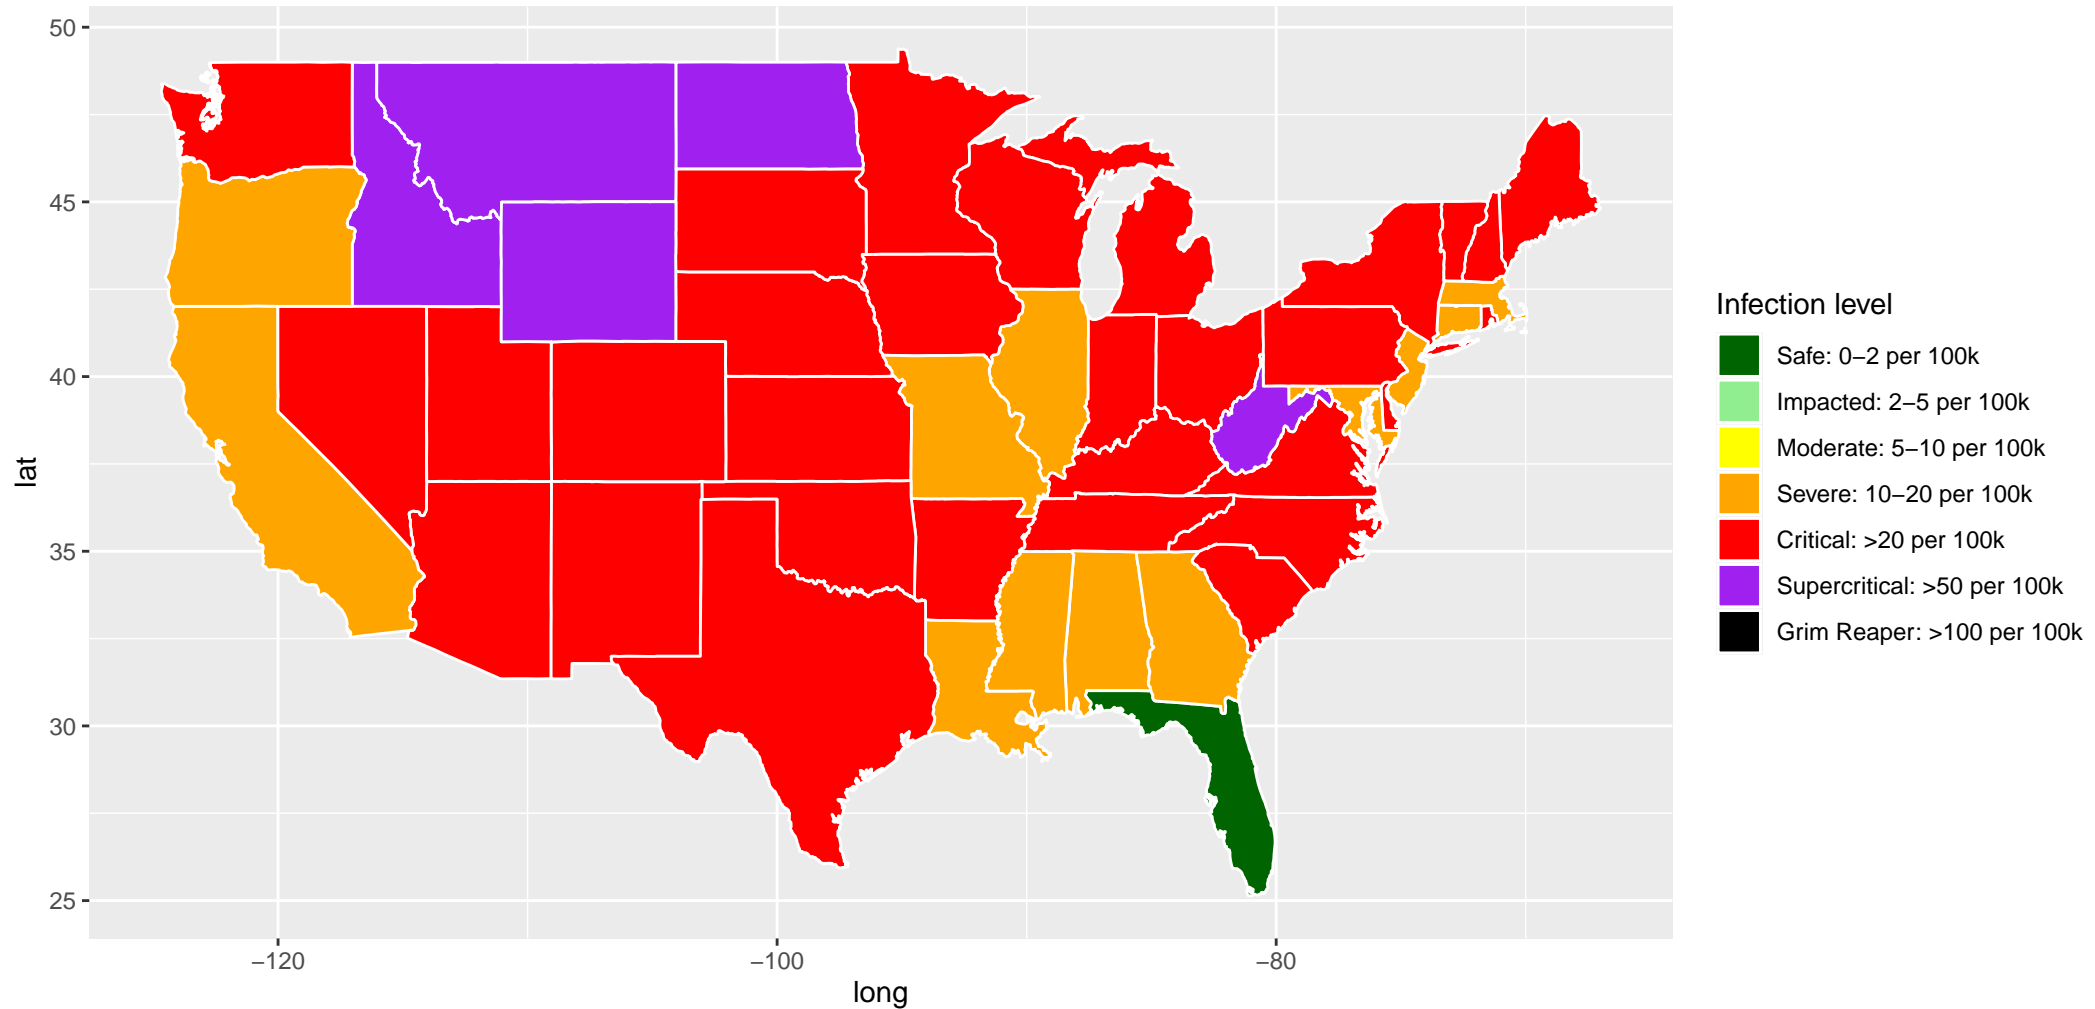 50
45
40
35
30
25
lat
−120
−100
−80
long
Infection level
Safe: 0−2 per 100k
Impacted: 2−5 per 100k
Moderate: 5−10 per 100k
Severe: 10−20 per 100k
Critical: >20 per 100k
Supercritical: >50 per 100k
Grim Reaper: >100 per 100k